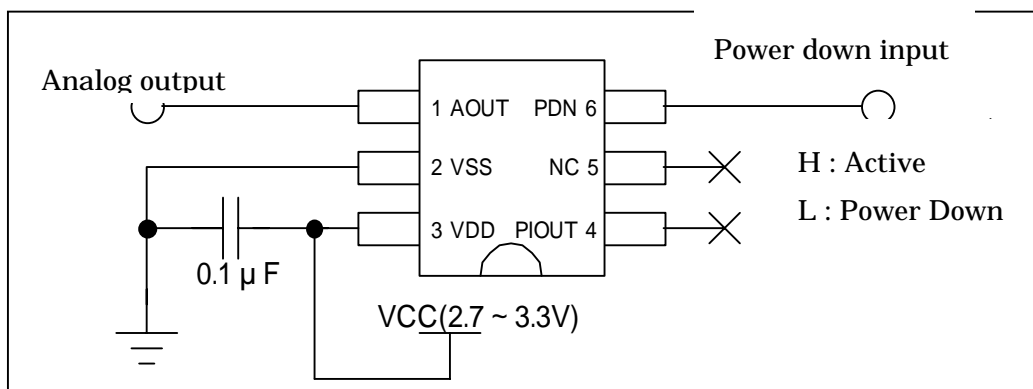 Power down input
Analog output
1 AOUT PDN 6
2 VSS NC 5
H : Active
L : Power Down
3 VDD PIOUT 4
0.1 µ F
VCC(2.7 ~ 3.3V)